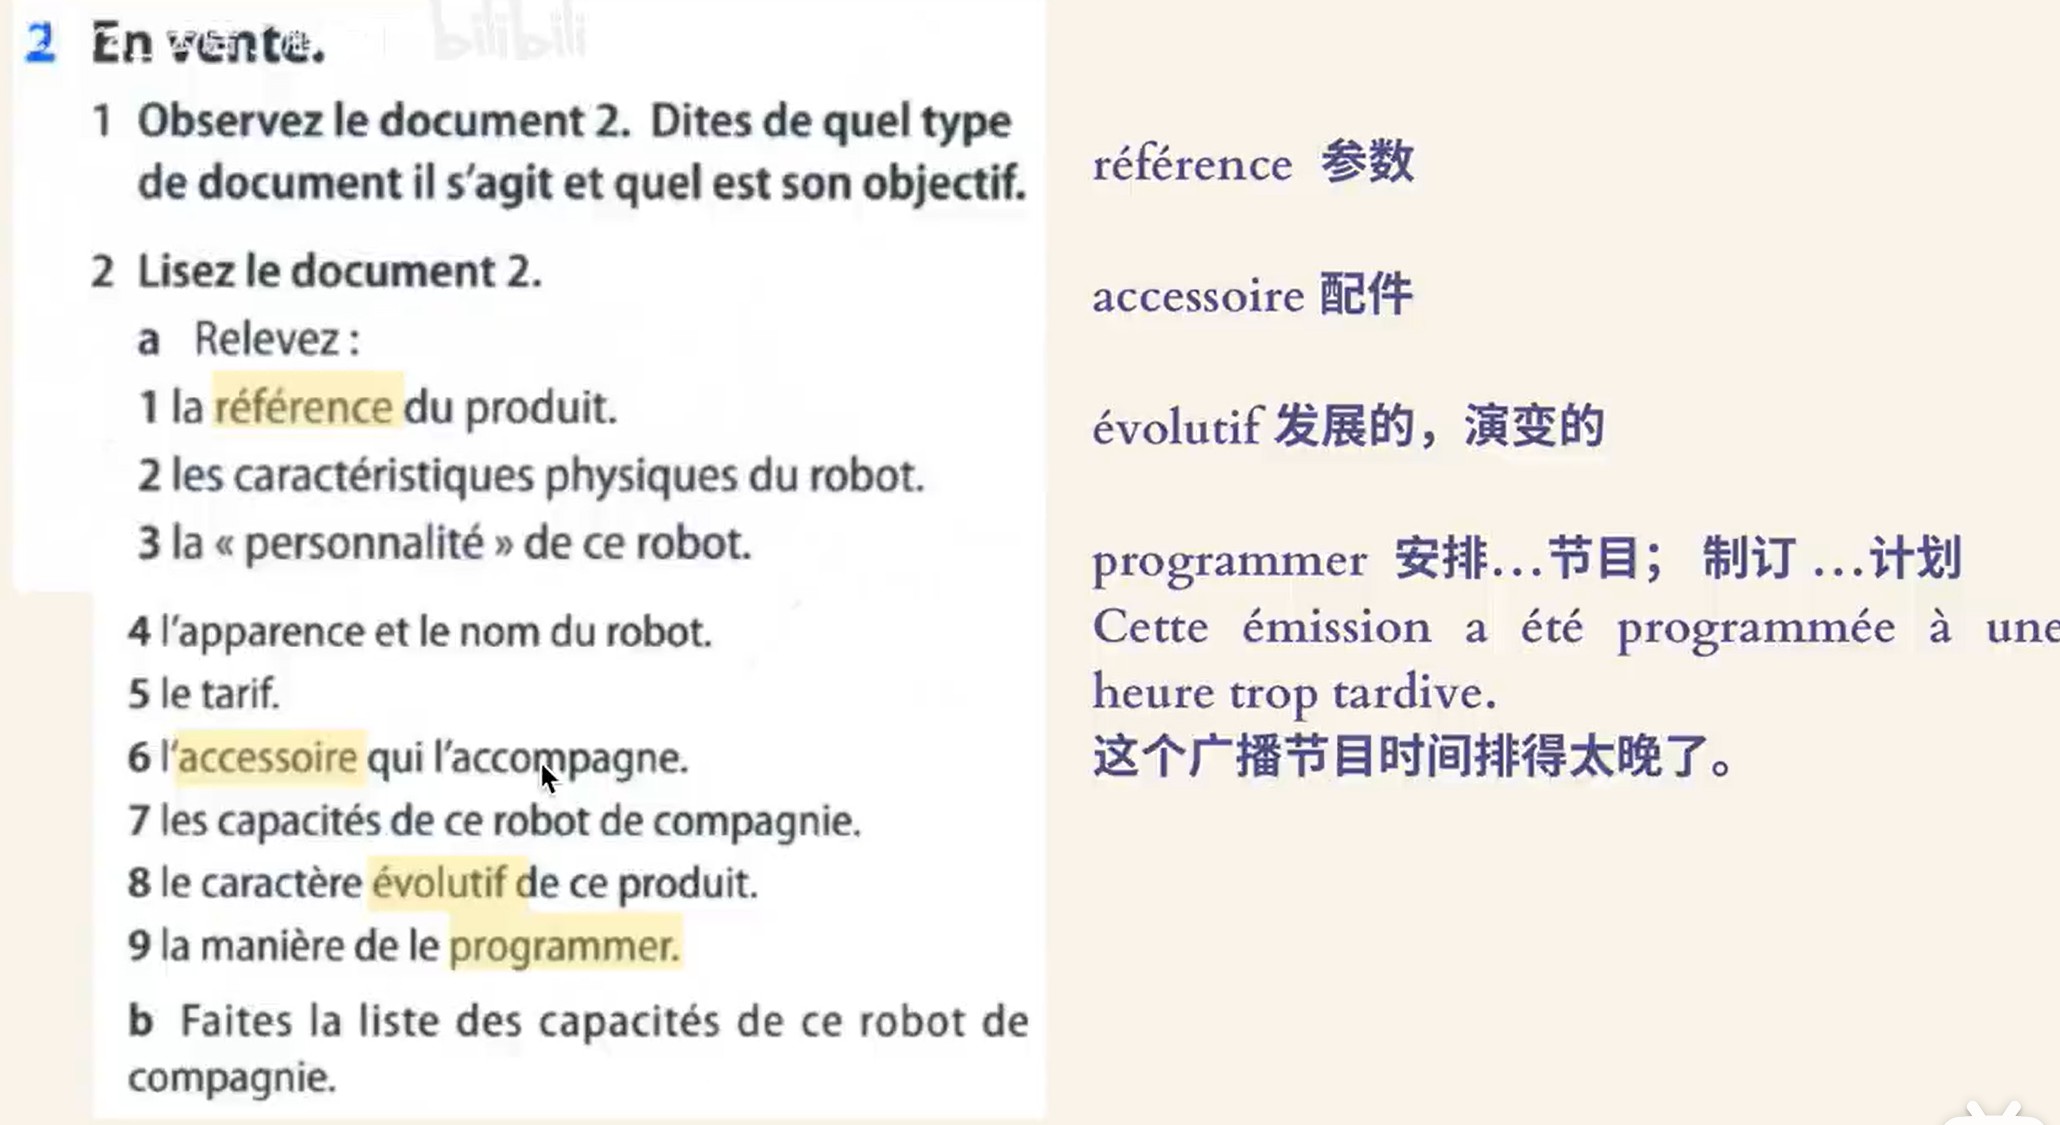 2 En vente.
bilibili
1 Observez le document 2. Dites de quel type
de document il s'agit et quel est son objectif.
2 Lisez le document 2.
a Relevez :
1 la référence du produit.
2 les caractéristiques physiques du robot.
3 la « personnalité » de ce robot.
4 l'apparence et le nom du robot.
5 le tarif.
6 l'accessoire qui l'accompagne.
7 les capacités de ce robot de compagnie.
8 le caractère évolutif de ce produit.
9 la manière de le programmer.
b Faites la liste des capacités de ce robot de
compagnie.
référence 参数
accessoire 配件
évolutif 发展的，演变的
programmer 安排…节目； 制订 …计划
Cette émission a été programmée à une
heure trop tardive.
这个广播节目时间排得太晚了。